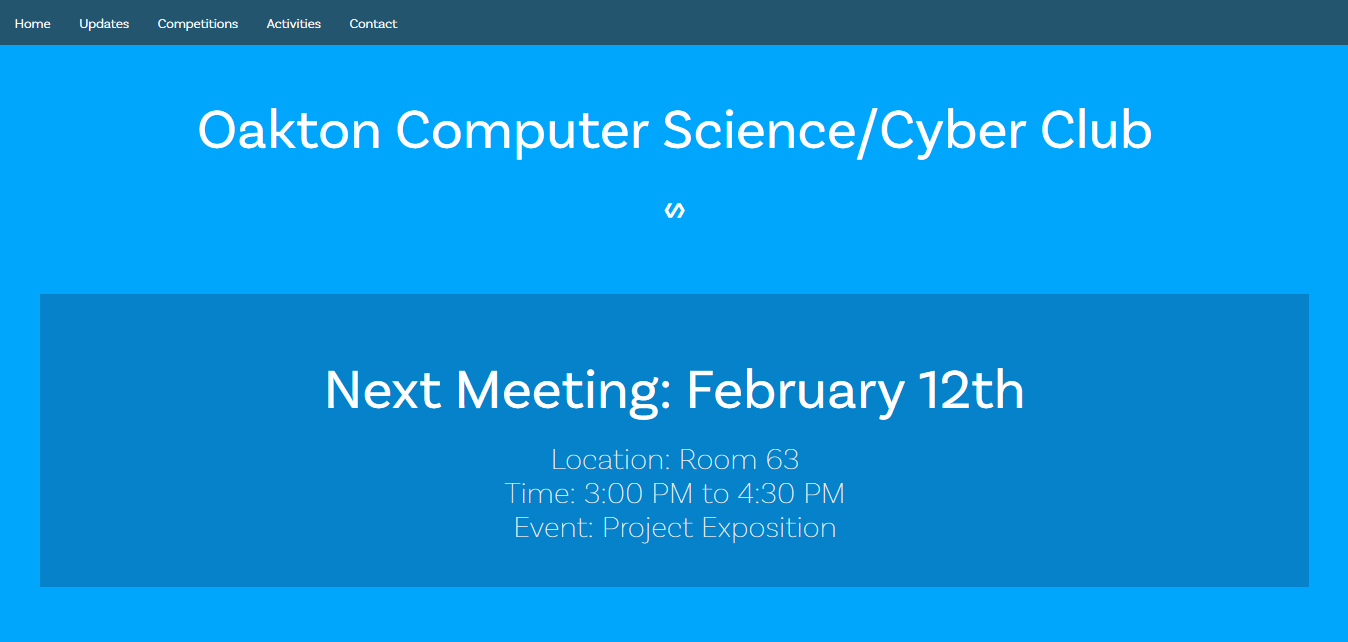 Home Updates Competitions Activities Contact
Oakton Computer Science/Cyber Club
Next Meeting: February 12th
Location: Room 63
Time: 3:00 PM to 4:30 PM
Event: Project Exposition